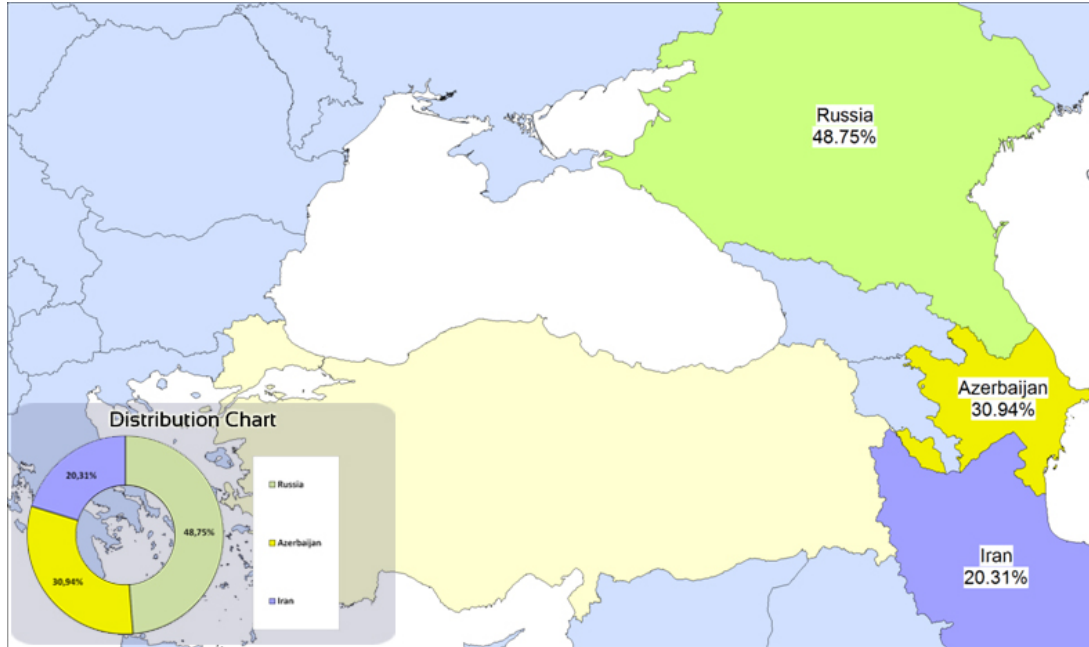 Russia
48.75%
Azerbaijan
30.94%
Iran
20.31%
Distribution Chart
20,31%
48,75%
30,94%
Russia
Azerbaijan
Iran